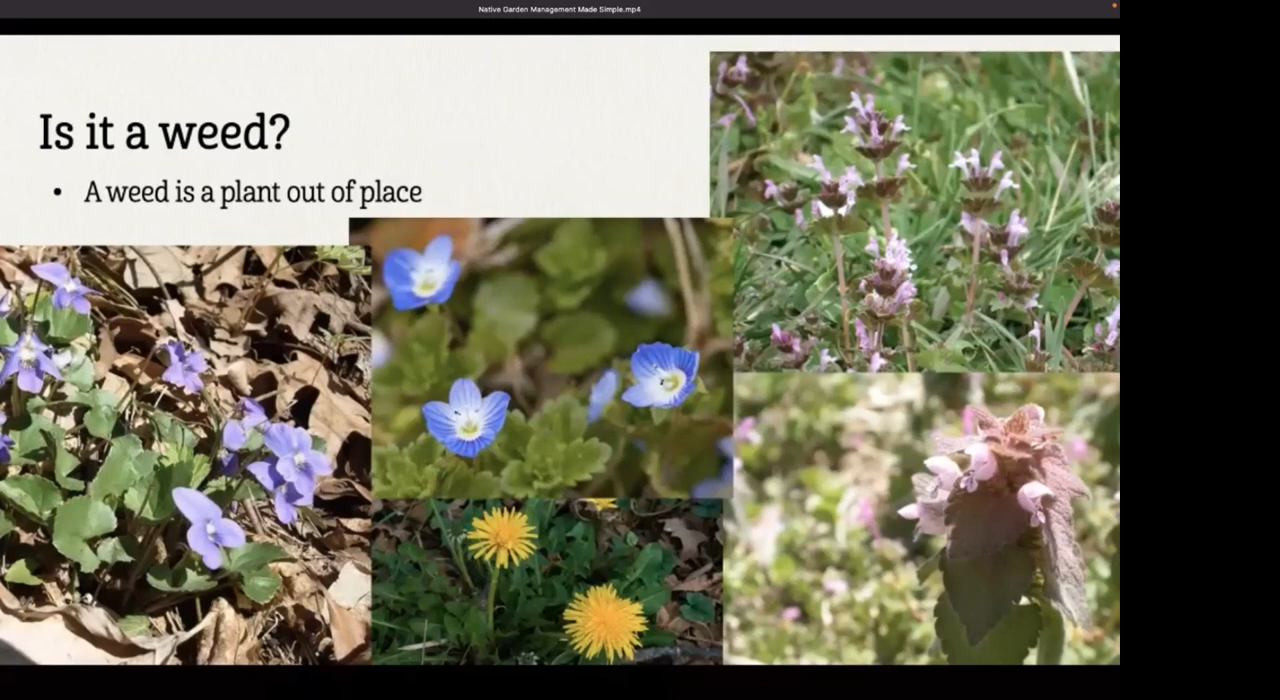 Native Garden Management Made Simple.mp4
Is it a weed?
• A weed is a plant out of place